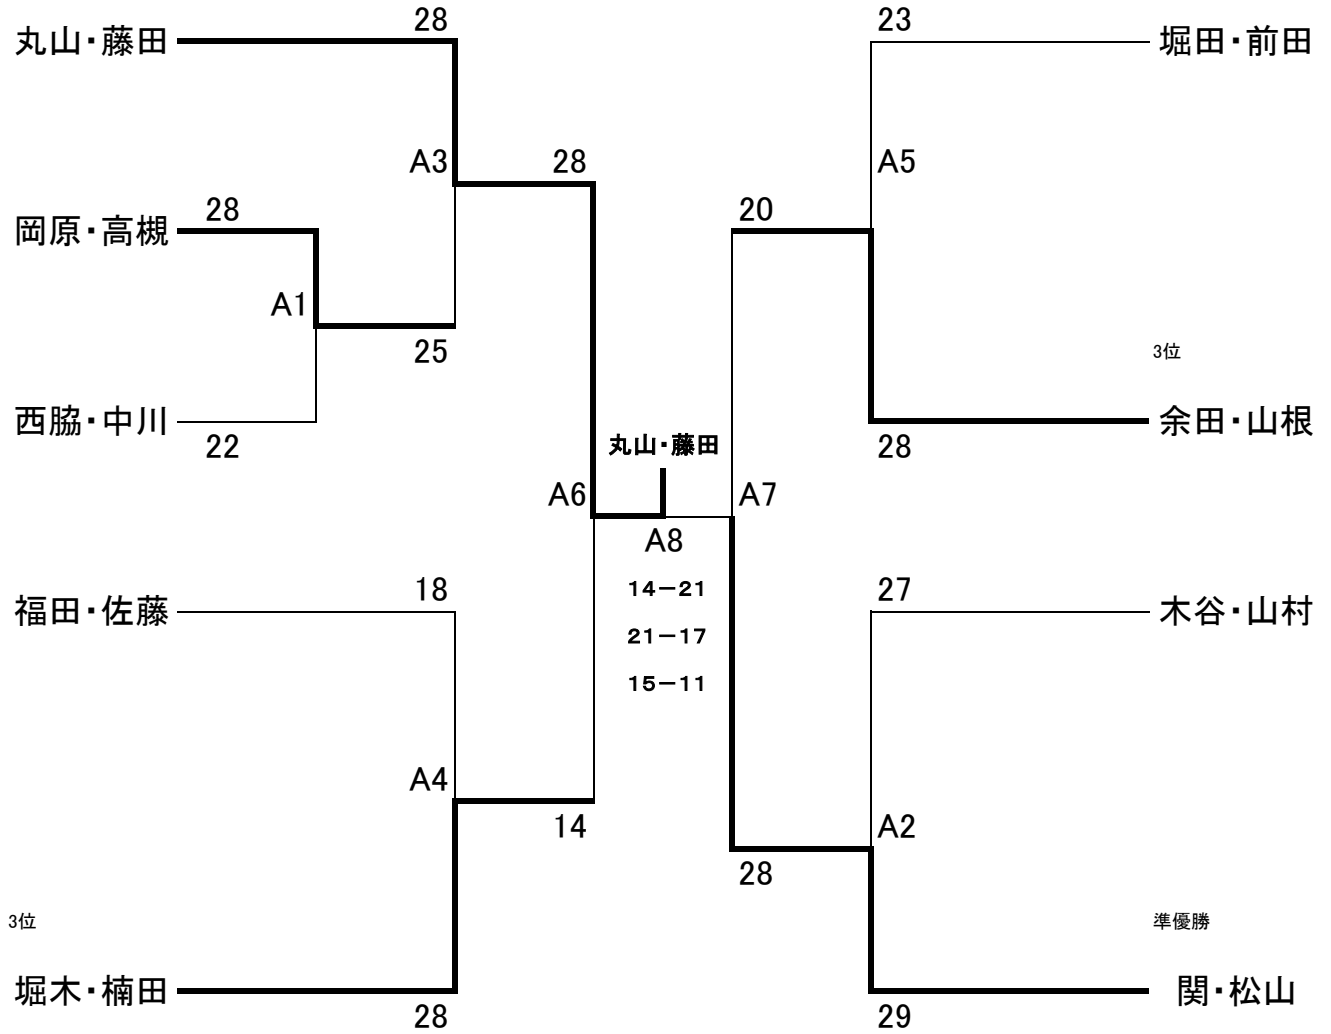 28
23
丸山・藤田
堀田・前田
A3
28
A5
28
20
岡原・高槻
A1
25
3位
西脇・中川
余田・山根
22
28
丸山・藤田
A6
A7
A8
18
14－21
27
福田・佐藤
木谷・山村
21－17
15－11
A4
14
A2
28
3位
準優勝
堀木・楠田
関・松山
28
29